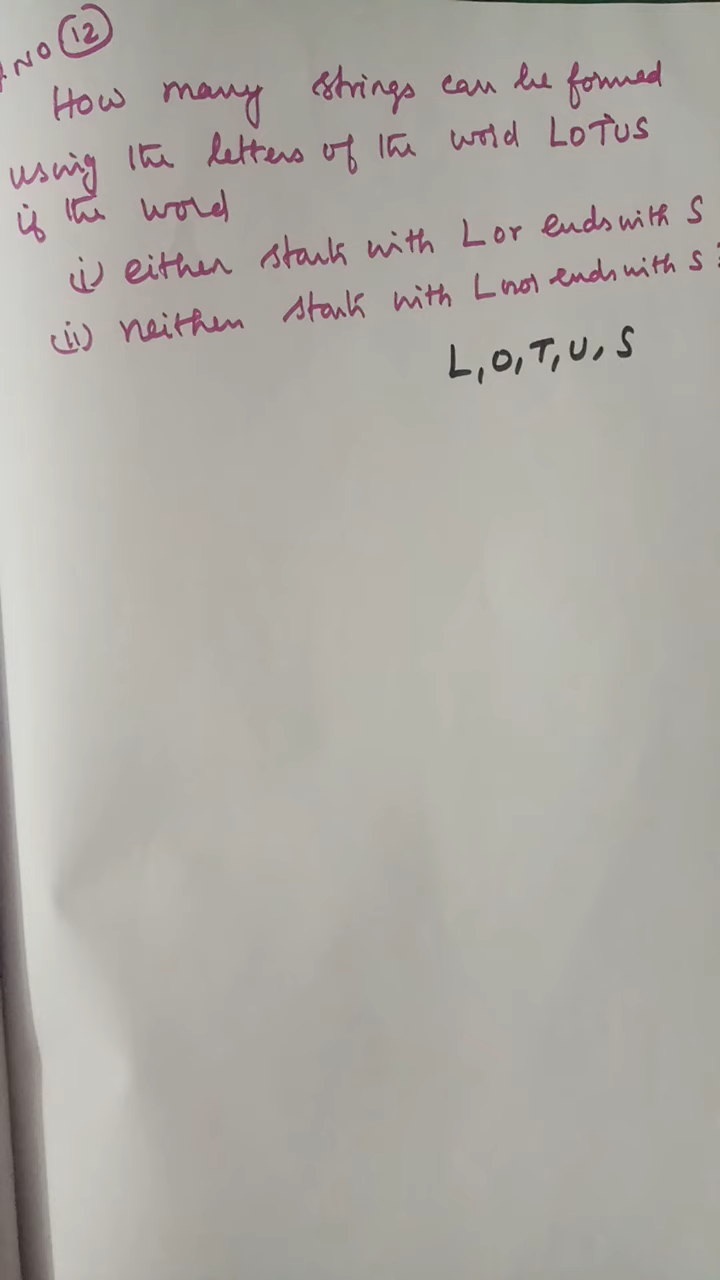 .NO 12
How many strings can be formed
using the letters of the word LOTUS
if the word
(i) either starts with L or ends with S
(ii) neither starts with L nor ends with S ?
L, O, T, U, S